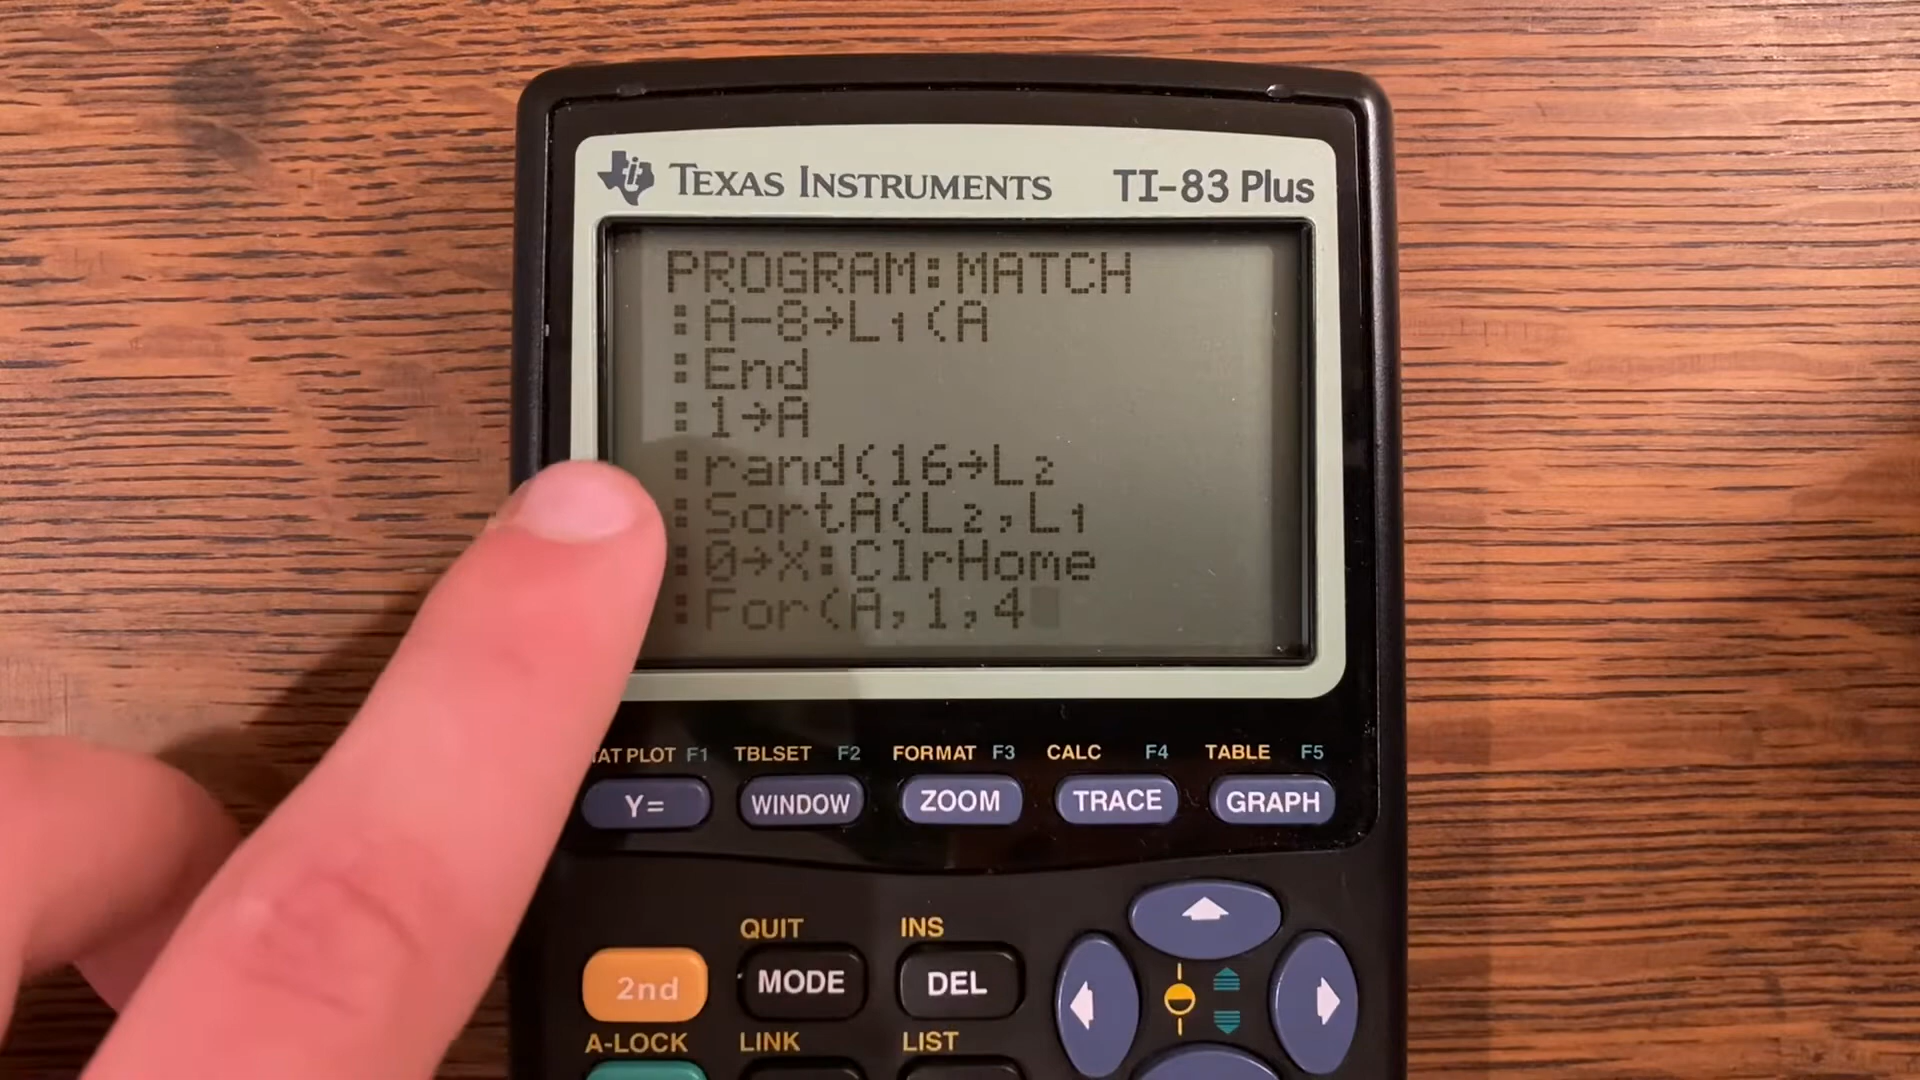 TEXAS INSTRUMENTS TI-83 Plus
PROGRAM:MATCH
:A-8→L₁(A
:End
:1→A
:rand(16→L₂
:SortA(L₂,L₁
:0→X:ClrHome
:For(A,1,4
PLOT F1 TBLSET F2 FORMAT F3 CALC F4 TABLE F5
Y= WINDOW ZOOM TRACE GRAPH
QUIT INS
2nd MODE DEL
A-LOCK LINK LIST